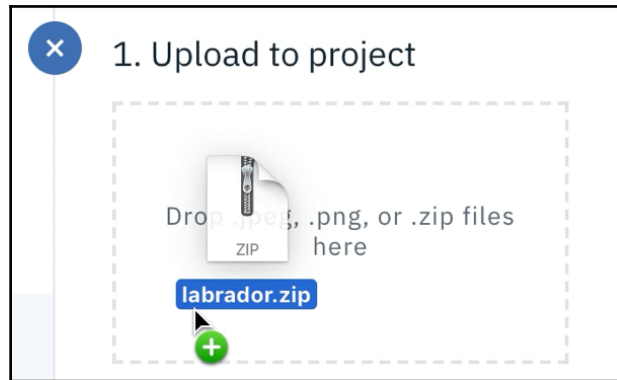 1. Upload to project
Drop .jpeg, .png, or .zip files
here
ZIP
labrador.zip